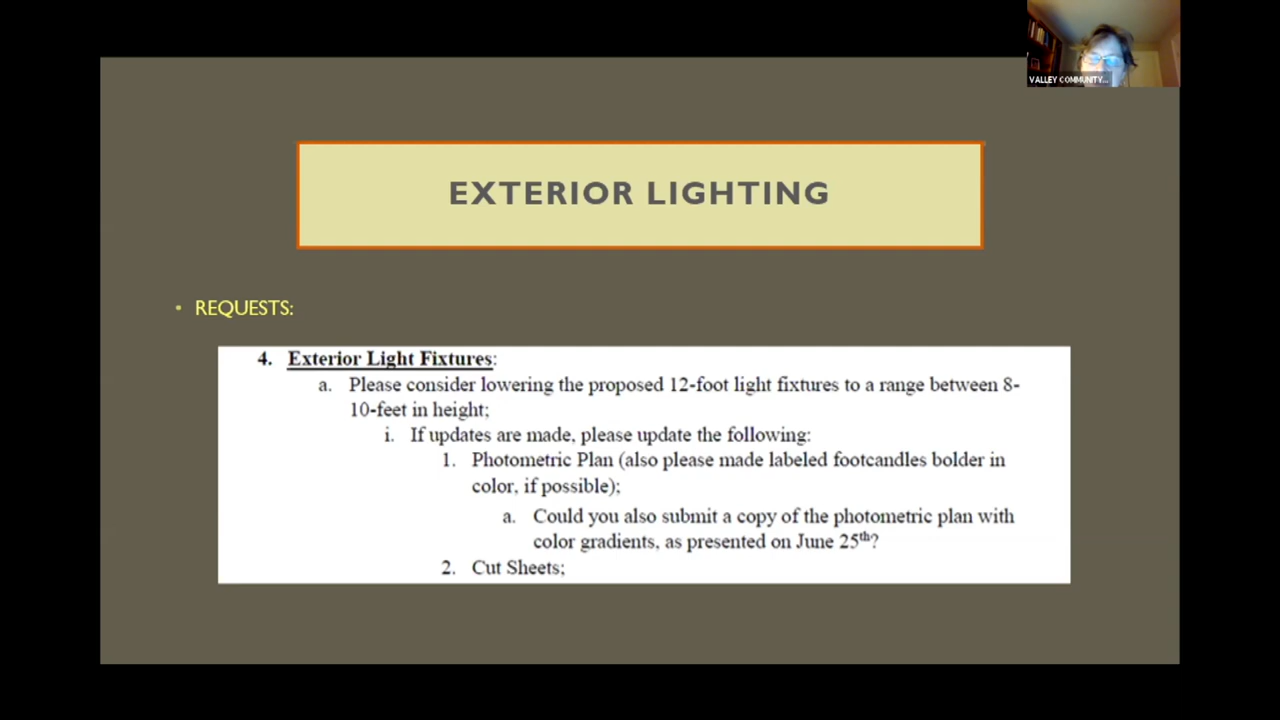 VALLEY COMMUNITY...
EXTERIOR LIGHTING
• REQUESTS:
4. Exterior Light Fixtures:
a. Please consider lowering the proposed 12-foot light fixtures to a range between 8-
10-feet in height;
i. If updates are made, please update the following:
1. Photometric Plan (also please made labeled footcandles bolder in
color, if possible);
a. Could you also submit a copy of the photometric plan with
color gradients, as presented on June 25th?
2. Cut Sheets;